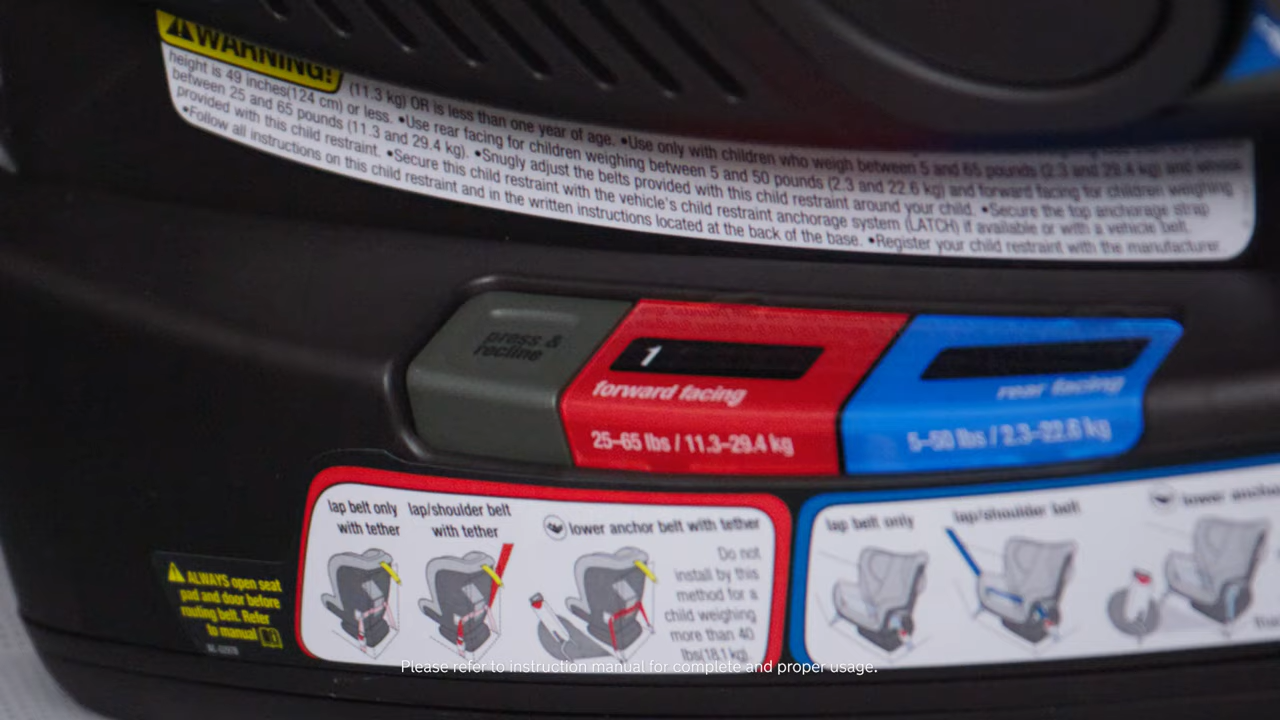 WARNING!
(11.3 kg) OR is less than one year of age. •Use only with children who weigh between 5 and 65 pounds (2.3 and 29.4 kg) and whose
height is 49 inches(124 cm) or less. •Use rear facing for children weighing between 5 and 50 pounds (2.3 and 22.6 kg) and forward facing for children weighing
between 25 and 65 pounds (11.3 and 29.4 kg). •Snugly adjust the belts provided with this child restraint around your child. •Secure the top anchorage strap
provided with this child restraint. •Secure this child restraint with the vehicle's child restraint anchorage system (LATCH) if available or with a vehicle belt.
•Follow all instructions on this child restraint and in the written instructions located at the back of the base. •Register your child restraint with the manufacturer.
press &
recline
1
forward facing
25–65 lbs / 11.3–29.4 kg
rear facing
5–50 lbs / 2.3–22.6 kg
lap belt only
with tether
lap/shoulder belt
with tether
lower anchor belt with tether
Do not
install by this
method for a
child weighing
more than 40
lbs(18.1 kg).
lap belt only
lap/shoulder belt
lower ancho
ALWAYS open seat
pad and door before
routing belt. Refer
to manual
Please refer to instruction manual for complete and proper usage.